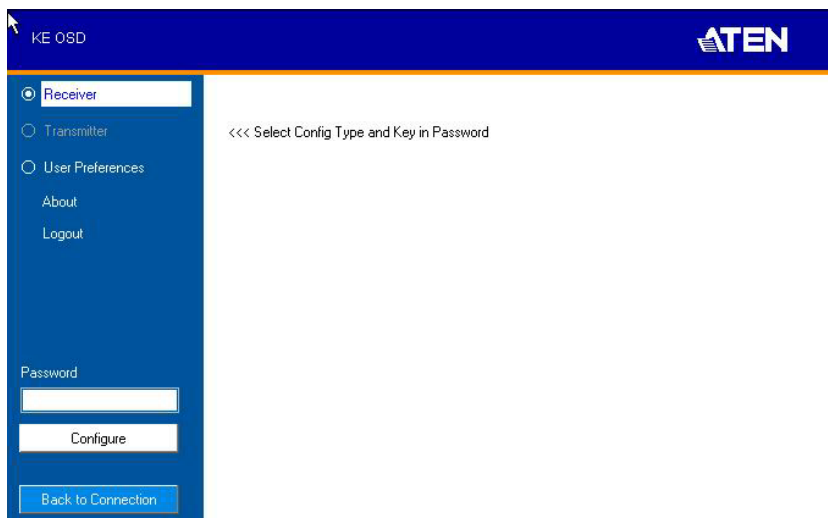 KE OSD
ATEN
Receiver
Transmitter
User Preferences
About
Logout
<<< Select Config Type and Key in Password
Password
Configure
Back to Connection